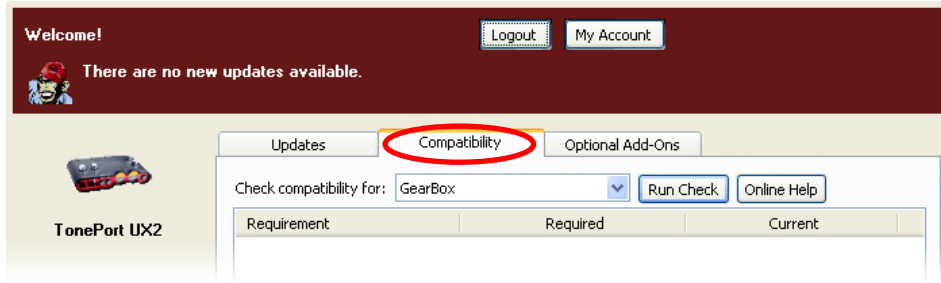 Welcome!
Logout
My Account
There are no new updates available.
Updates
Compatibility
Optional Add-Ons
Check compatibility for: GearBox
Run Check
Online Help
TonePort UX2
Requirement
Required
Current